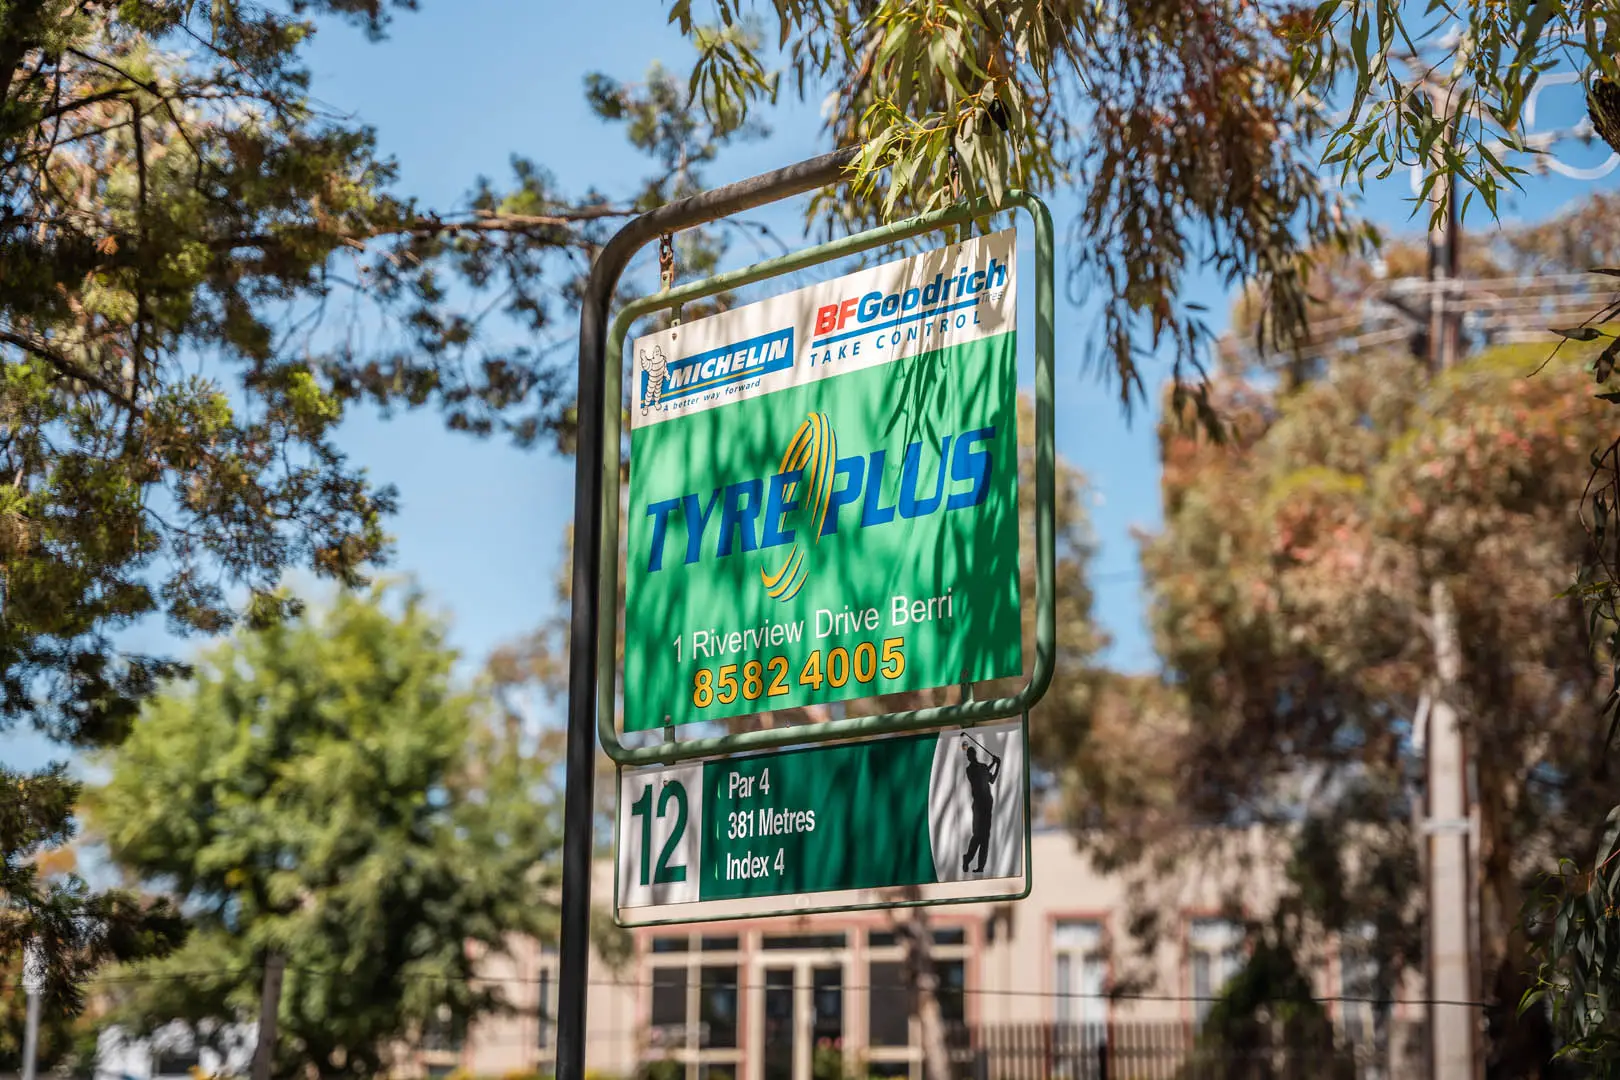 MICHELIN
A better way forward
BFGoodrich
Tires
TAKE CONTROL
TYREPLUS
1 Riverview Drive Berri
8582 4005
12
Par 4
381 Metres
Index 4